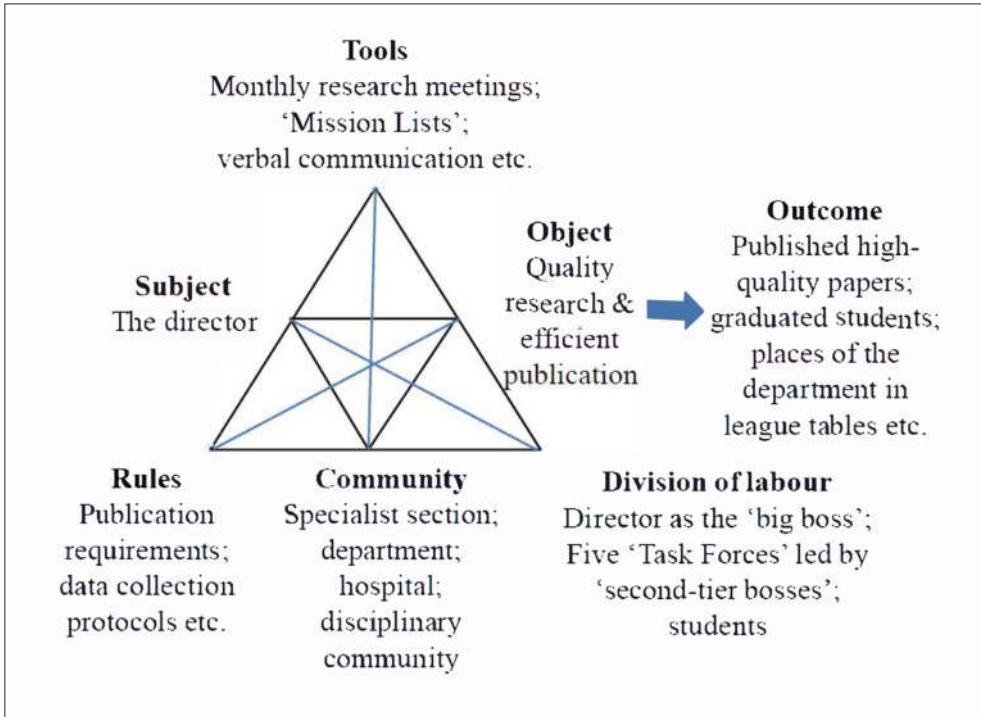 Tools
Monthly research meetings;
‘Mission Lists’;
verbal communication etc.
Subject
The director
Object
Quality
research &
efficient
publication
Outcome
Published high-
quality papers;
graduated students;
places of the
department in
league tables etc.
Rules
Publication
requirements;
data collection
protocols etc.
Community
Specialist section;
department;
hospital;
disciplinary
community
Division of labour
Director as the ‘big boss’;
Five ‘Task Forces’ led by
‘second-tier bosses’;
students